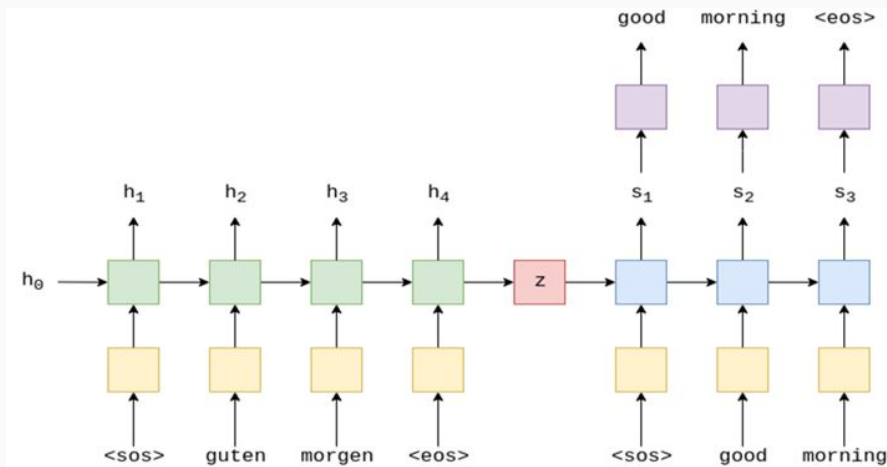 good morning <eos>
h₁ h₂ h₃ h₄ s₁ s₂ s₃
h₀ z
<sos> guten morgen <eos> <sos> good morning